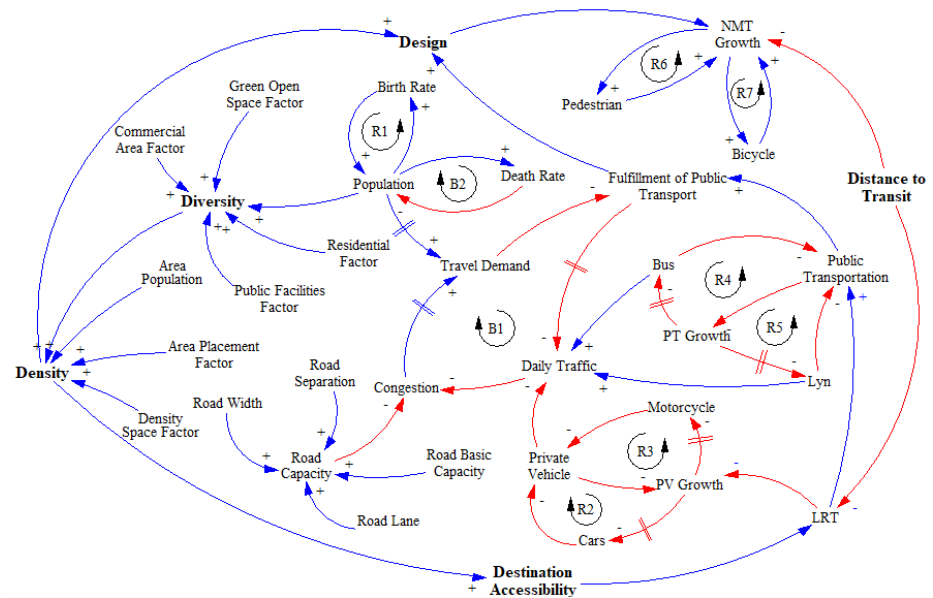 Design
NMT
Growth
R6
R7
Pedestrian
Bicycle
Green Open
Space Factor
Birth Rate
R1
Commercial
Area Factor
Population
B2
Death Rate
Fulfillment of Public
Transport
Distance to
Transit
Diversity
Residential
Factor
Travel Demand
Bus
Public
Transportation
R4
Area
Population
Public Facilities
Factor
B1
PT Growth
R5
Area Placement
Factor
Density
Road
Separation
Congestion
Daily Traffic
Lyn
Road Width
Density
Space Factor
Motorcycle
Road
Capacity
Road Basic
Capacity
Private
Vehicle
R3
PV Growth
R2
Road Lane
Cars
LRT
Destination
Accessibility